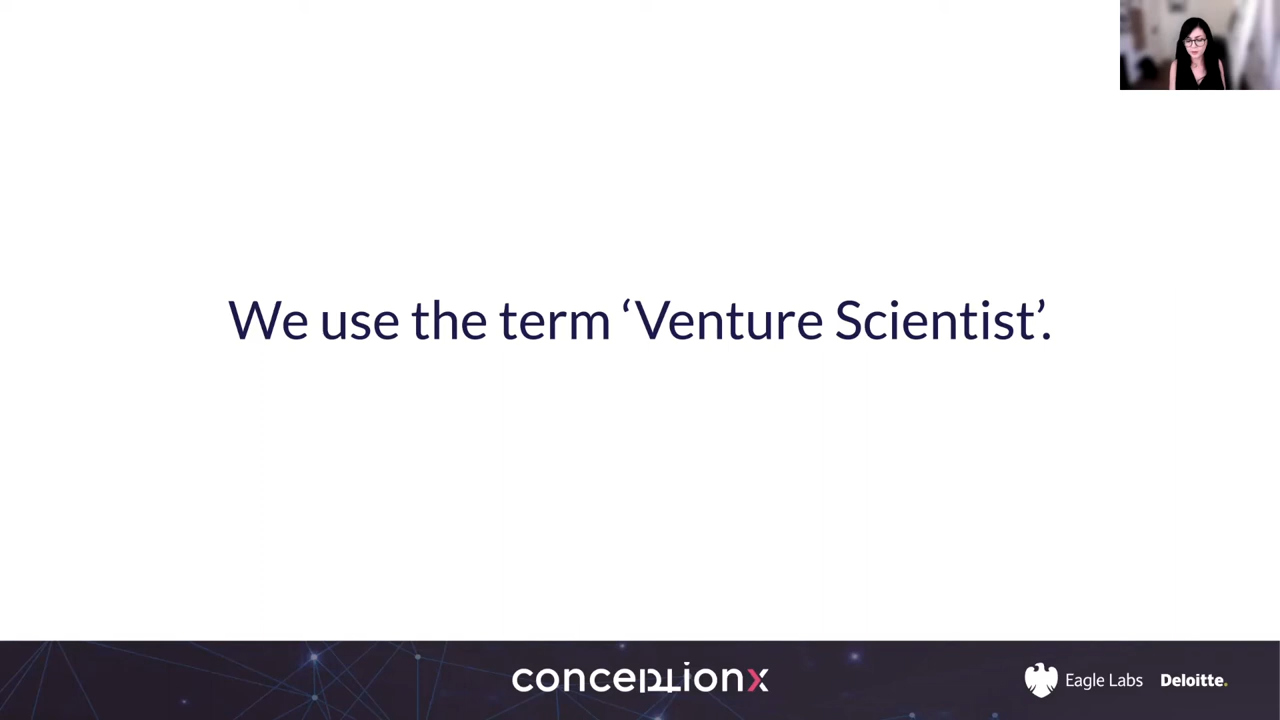 We use the term ‘Venture Scientist’.
conceptionx
Eagle Labs
Deloitte.